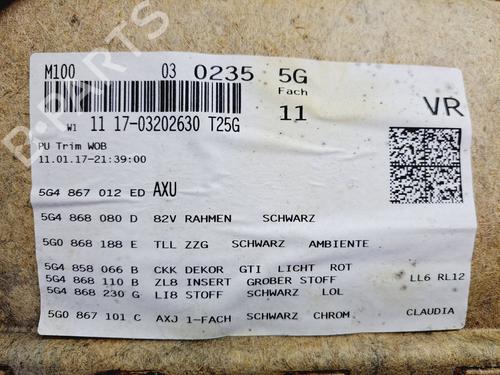 M100 03 0235 5G
Fach
11 VR
W1 11 17-03202630 T25G
PU Trim WOB
11.01.17-21:39:00
5G4 867 012 ED AXU
5G4 868 080 D 82V RAHMEN SCHWARZ
5G0 868 188 E TLL ZZG SCHWARZ AMBIENTE
5G4 858 066 B CKK DEKOR GTI LICHT ROT
5G4 868 110 B ZL8 INSERT GROBER STOFF LL6 RL12
5G4 868 230 G LI8 STOFF SCHWARZ LOL
5G0 867 101 C AXJ 1-FACH SCHWARZ CHROM. CLAUDIA
B-PARTS